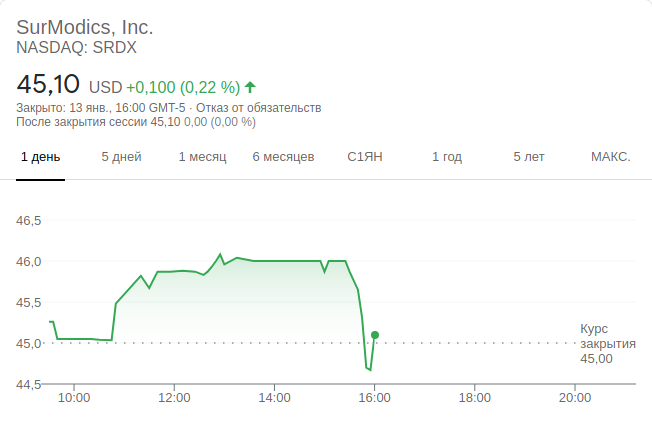 SurModics, Inc.
NASDAQ: SRDX
45,10 USD +0,100 (0,22 %)
Закрыто: 13 янв., 16:00 GMT-5 · Отказ от обязательств
После закрытия сессии 45,10 0,00 (0,00 %)
1 день 5 дней 1 месяц 6 месяцев С1ЯН 1 год 5 лет МАКС.
46,5
46,0
45,5
45,0
44,5
Курс
закрытия
45,00
10:00 12:00 14:00 16:00 18:00 20:00